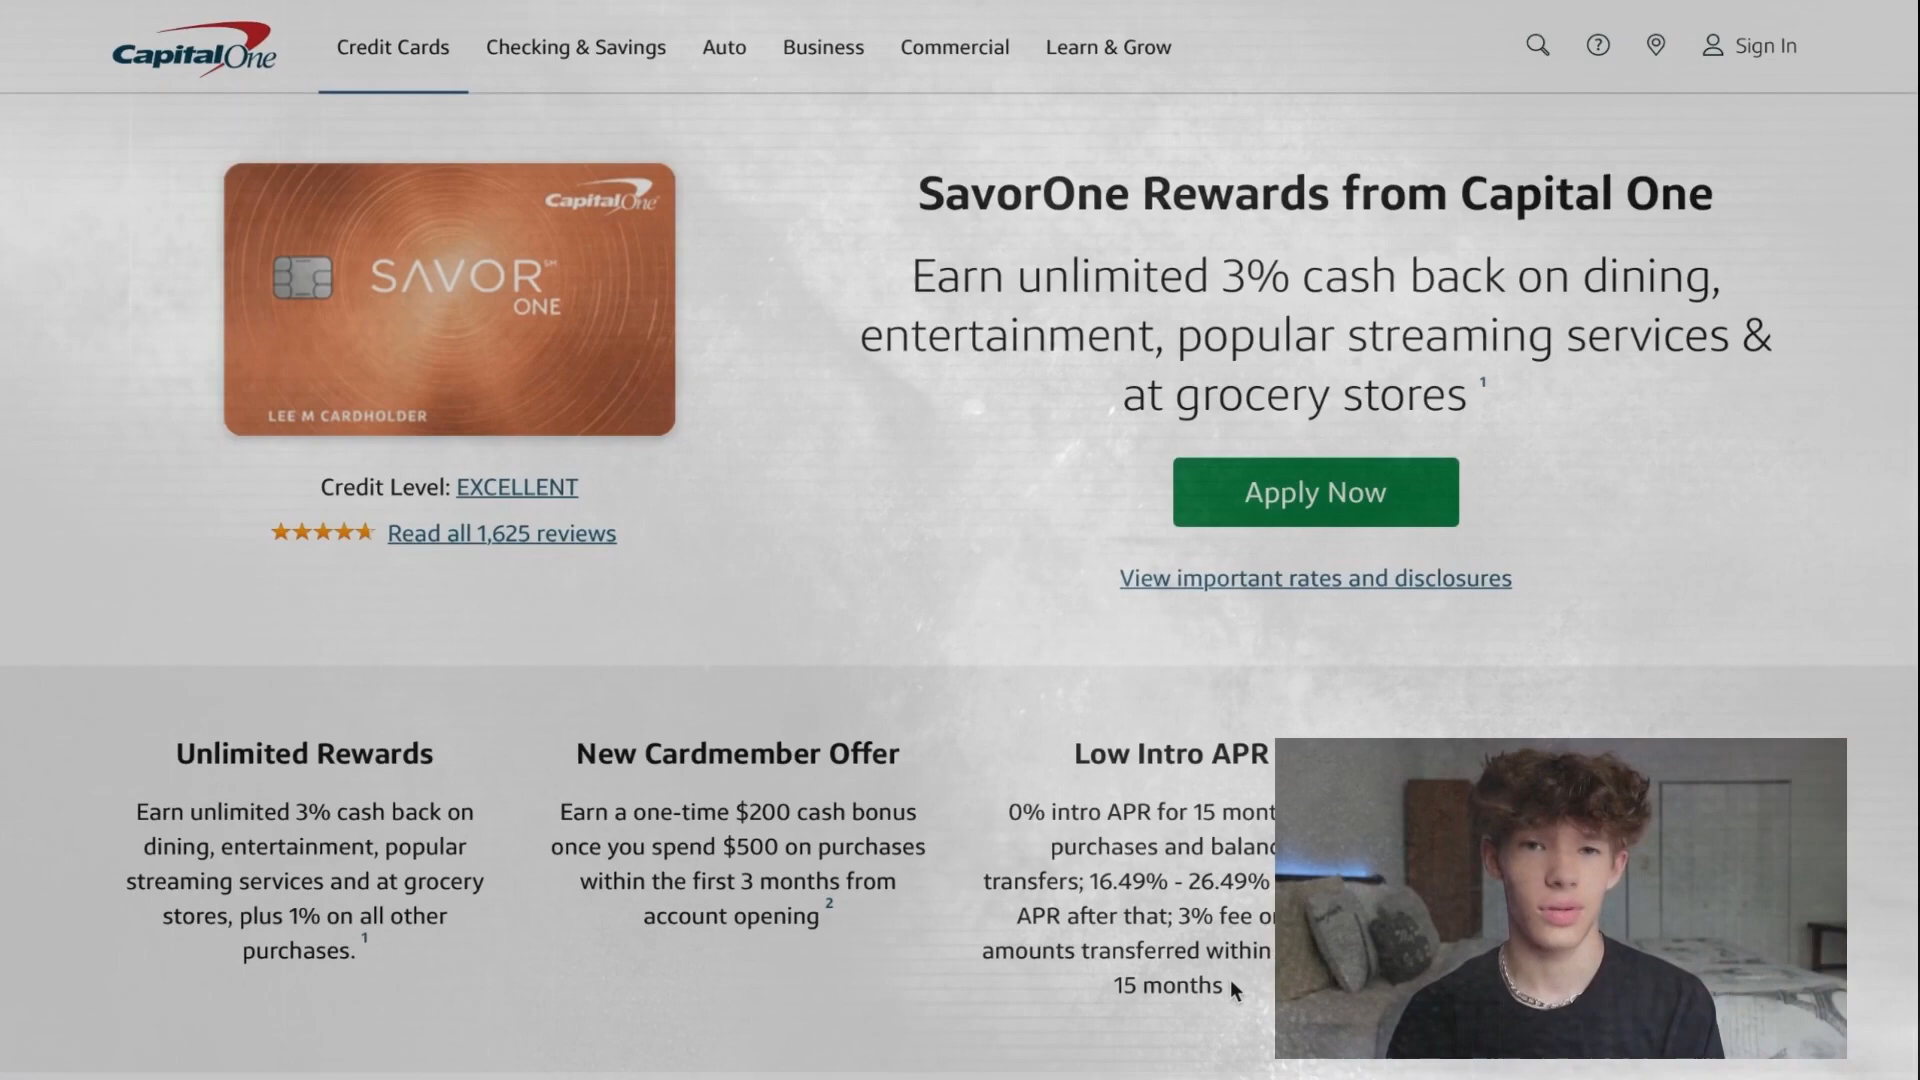 CapitalOne
Credit Cards
Checking & Savings
Auto
Business
Commercial
Learn & Grow
Sign In
CapitalOne
SAVOR℠
ONE
LEE M CARDHOLDER
Credit Level: EXCELLENT
Read all 1,625 reviews
SavorOne Rewards from Capital One
Earn unlimited 3% cash back on dining,
entertainment, popular streaming services &
at grocery stores 1
Apply Now
View important rates and disclosures
Unlimited Rewards
Earn unlimited 3% cash back on
dining, entertainment, popular
streaming services and at grocery
stores, plus 1% on all other
purchases. 1
New Cardmember Offer
Earn a one-time $200 cash bonus
once you spend $500 on purchases
within the first 3 months from
account opening 2
Low Intro APR
0% intro APR for 15
purchases and
transfers; 16.49% - 26.49%
APR after that; 3% fee
amounts transferred within
15 months